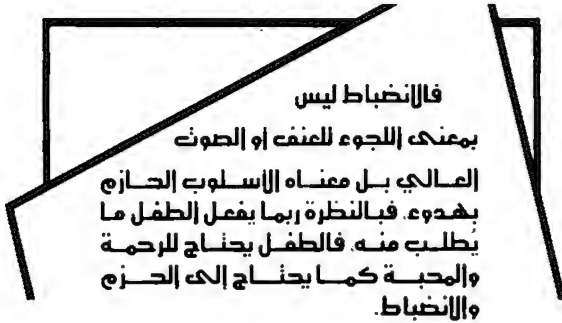 فالانضباط ليس
بمعنى اللجوء للعنف أو الصوت
العالي بل معناه الأسلوب الحازم
بهدوء. فبالنظرة ربما يفعل الطفل ما
يُطلب منه. فالطفل يحتاج للرحمة
والمحبة كما يحتاج إلى الحزم
والانضباط.